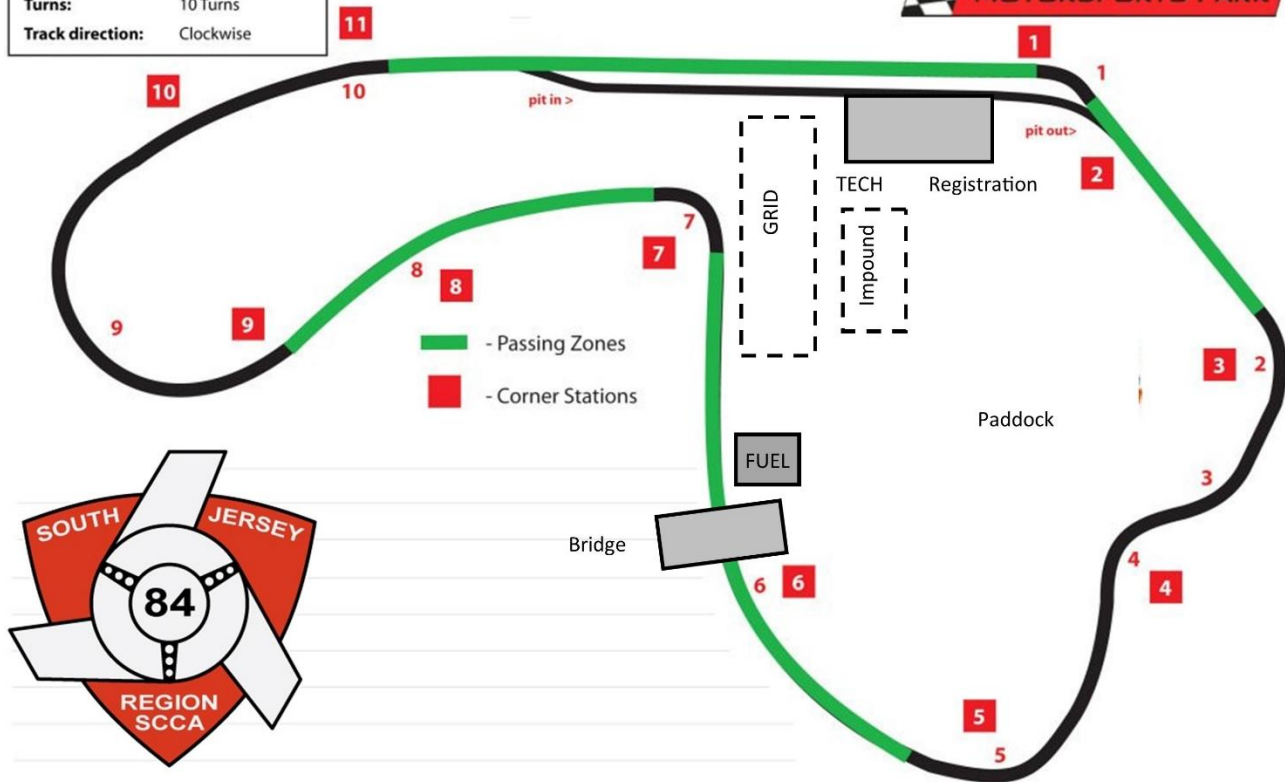 Turns: 10 Turns
Track direction: Clockwise
MOTORSPORTS PARK
11
1
10
10
1
pit in >
pit out>
2
TECH
Registration
GRID
Impound
7
7
8
8
9
9
3
2
- Passing Zones
- Corner Stations
Paddock
FUEL
3
Bridge
4
6
6
4
5
5
SOUTH JERSEY
84
REGION
SCCA